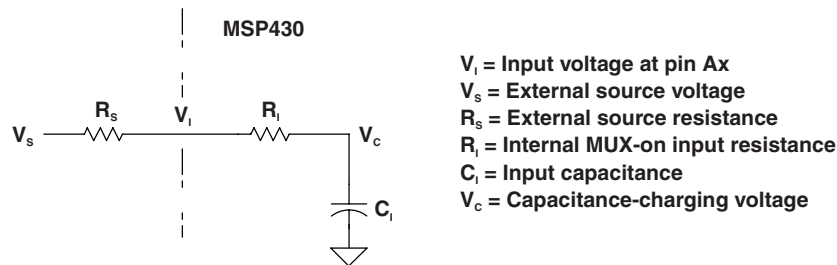 MSP430
V_I = Input voltage at pin Ax
V_S = External source voltage
R_S = External source resistance
R_I = Internal MUX-on input resistance
C_I = Input capacitance
V_C = Capacitance-charging voltage
V_S
R_S
V_I
R_I
V_C
C_I